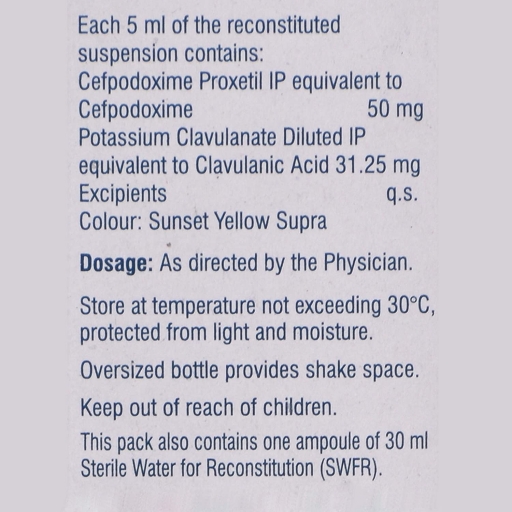 Each 5 ml of the reconstituted
suspension contains:
Cefpodoxime Proxetil IP equivalent to
Cefpodoxime 50 mg
Potassium Clavulanate Diluted IP
equivalent to Clavulanic Acid 31.25 mg
Excipients q.s.
Colour: Sunset Yellow Supra
Dosage: As directed by the Physician.
Store at temperature not exceeding 30°C,
protected from light and moisture.
Oversized bottle provides shake space.
Keep out of reach of children.
This pack also contains one ampoule of 30 ml
Sterile Water for Reconstitution (SWFR).